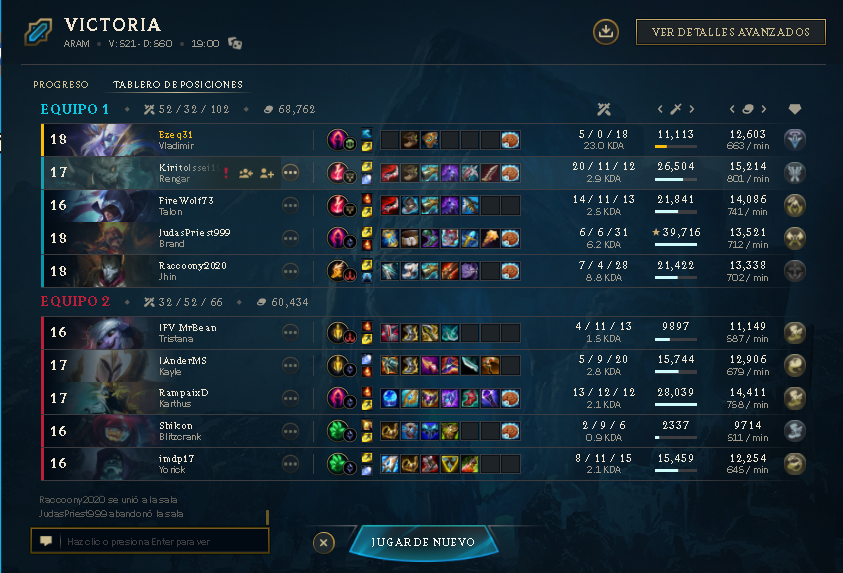 VICTORIA
VER DETALLES AVANZADOS
ARAM • V: 521 - D: 560 • 19:00
PROGRESO TABLERO DE POSICIONES
EQUIPO 1 • 52 / 32 / 102 • 68,762
18 Ezeq31 Vladimir 5 / 0 / 18 23.0 KDA 11,113 12,603 663 / min
17 Rengar 20 / 11 / 12 2.9 KDA 26,504 15,214 801 / min
16 FireWolf73 Talon 14 / 11 / 13 2.5 KDA 21,841 14,086 741 / min
18 JudasPriest999 Brand 6 / 6 / 31 6.2 KDA 39,716 13,521 712 / min
18 Raccoony2020 Jhin 7 / 4 / 28 8.8 KDA 21,422 13,338 702 / min
EQUIPO 2 • 32 / 52 / 66 • 60,434
16 IFV MrBean Tristana 4 / 11 / 13 1.5 KDA 9897 11,149 587 / min
17 IAnderMS Kayle 5 / 9 / 20 2.8 KDA 15,744 12,906 679 / min
17 RampaixD Karthus 13 / 12 / 12 2.1 KDA 28,039 14,411 758 / min
16 Shikon Blitzcrank 2 / 9 / 6 0.9 KDA 2337 9714 511 / min
16 imdp17 Yorick 8 / 11 / 15 2.1 KDA 15,459 12,254 645 / min
Raccoony2020 se unió a la sala
JudasPriest999 abandonó la sala
Haz clic o presiona Enter para ver
JUGAR DE NUEVO